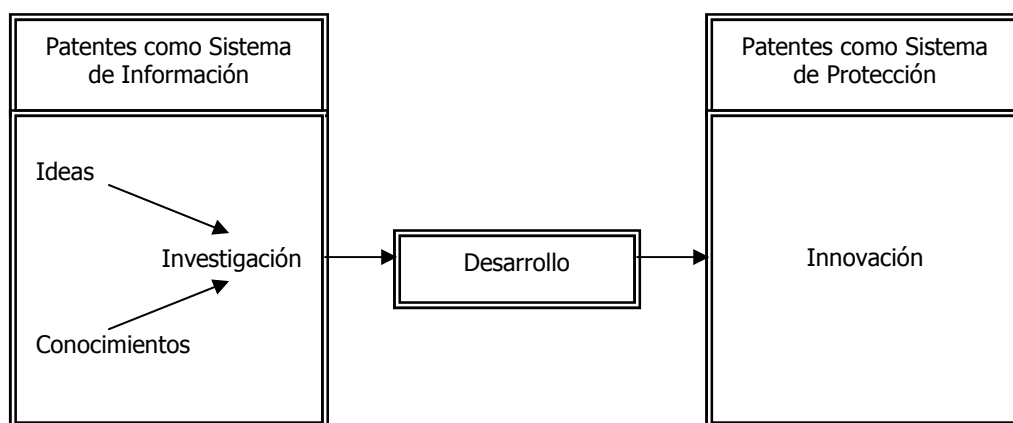 Patentes como Sistema
de Información
Ideas
Investigación
Conocimientos
Desarrollo
Patentes como Sistema
de Protección
Innovación